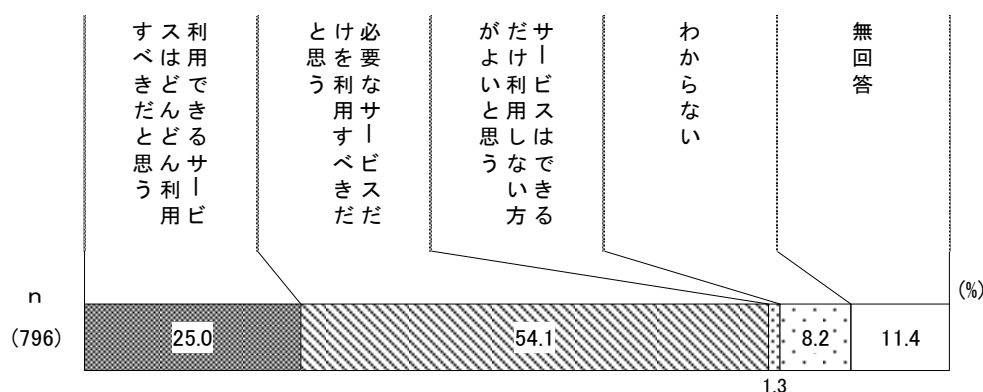 利用できるサービ
スはどんどん利用
すべきだと思う
必要なサービスだ
けを利用すべきだ
と思う
サービスはできる
だけ利用しない方
がよいと思う
わからない
無回答
n
(%)
(796)
25.0
54.1
8.2
11.4
1.3